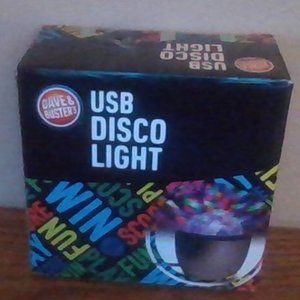 USB
DISCO
LIGHT
DAVE &
BUSTER'S
USB
DISCO
LIGHT
WIN
FUN
PLAY